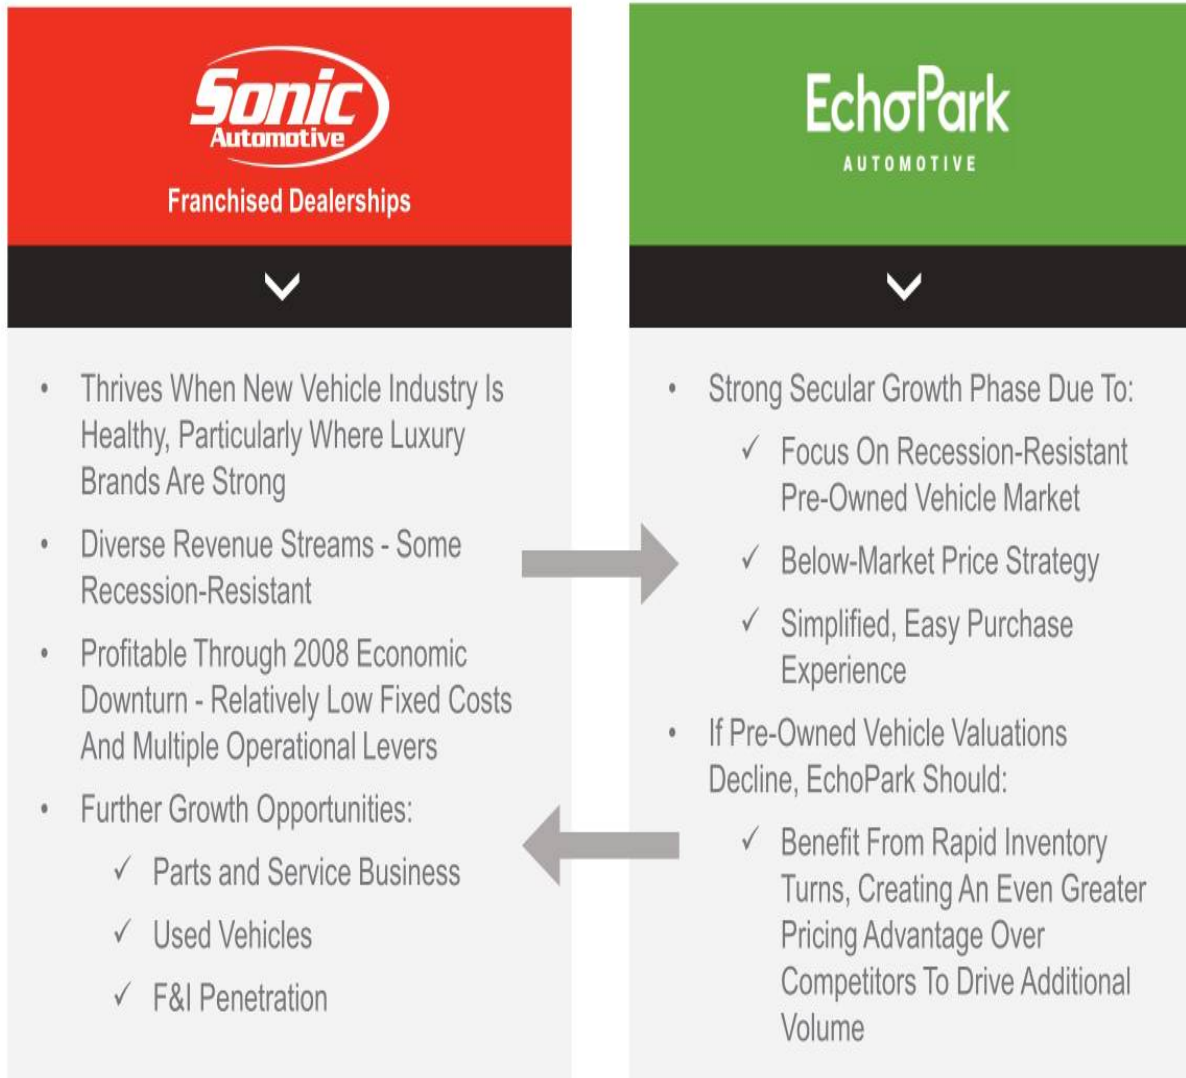 Sonic
Automotive
Franchised Dealerships
• Thrives When New Vehicle Industry Is
Healthy, Particularly Where Luxury
Brands Are Strong
• Diverse Revenue Streams - Some
Recession-Resistant
• Profitable Through 2008 Economic
Downturn - Relatively Low Fixed Costs
And Multiple Operational Levers
• Further Growth Opportunities:
✓ Parts and Service Business
✓ Used Vehicles
✓ F&I Penetration
EchoPark
AUTOMOTIVE
• Strong Secular Growth Phase Due To:
✓ Focus On Recession-Resistant
Pre-Owned Vehicle Market
✓ Below-Market Price Strategy
✓ Simplified, Easy Purchase
Experience
• If Pre-Owned Vehicle Valuations
Decline, EchoPark Should:
✓ Benefit From Rapid Inventory
Turns, Creating An Even Greater
Pricing Advantage Over
Competitors To Drive Additional
Volume